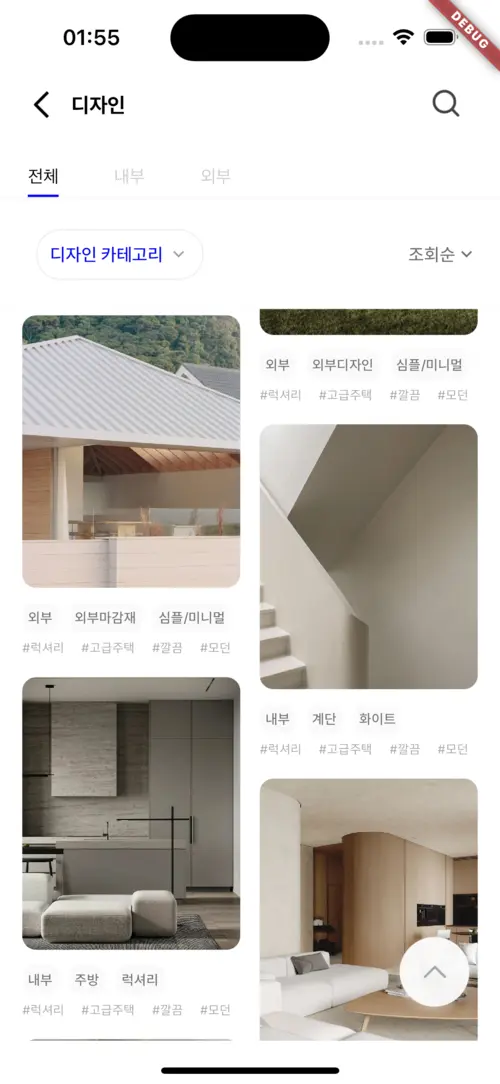 01:55
DEBUG
디자인
전체 내부 외부
디자인 카테고리
조회순
외부 외부디자인 심플/미니멀
#럭셔리 #고급주택 #깔끔 #모던
외부 외부마감재 심플/미니멀
#럭셔리 #고급주택 #깔끔 #모던
내부 계단 화이트
#럭셔리 #고급주택 #깔끔 #모던
내부 주방 럭셔리
#럭셔리 #고급주택 #깔끔 #모던